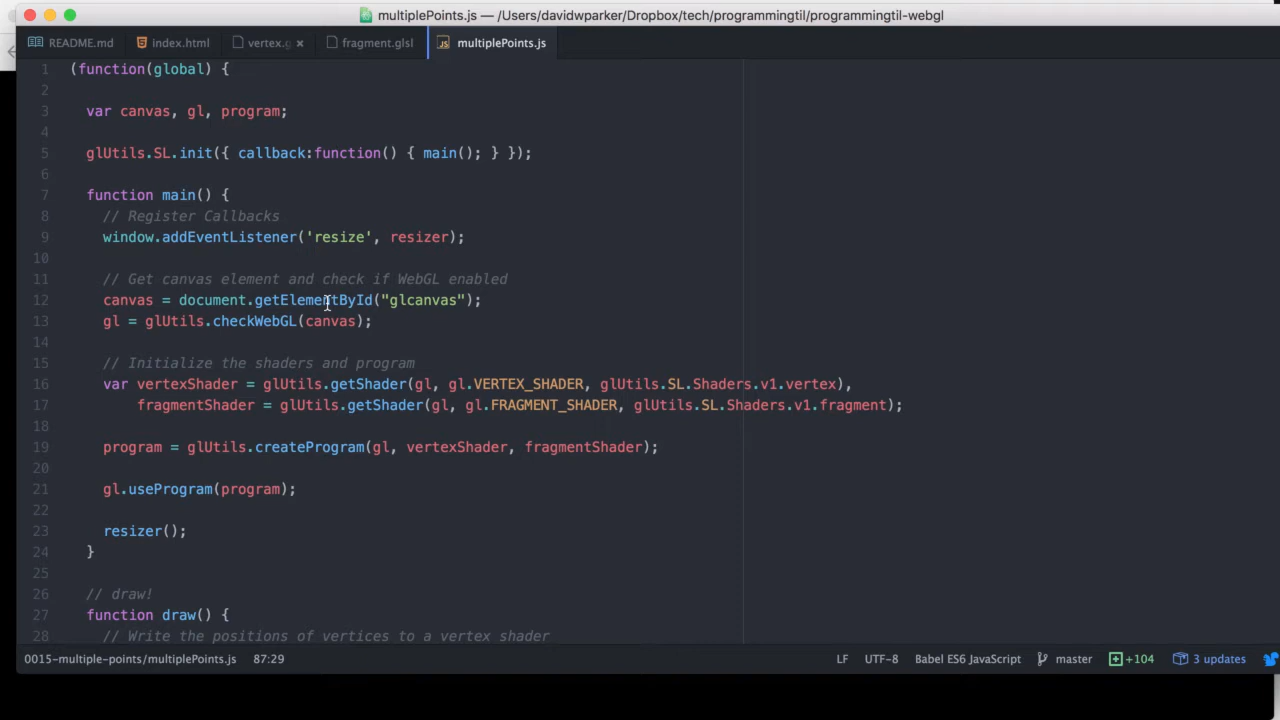 multiplePoints.js — /Users/davidwparker/Dropbox/tech/programmingtil/programmingtil-webgl
README.md index.html vertex.g × fragment.glsl multiplePoints.js
1 (function(global) {
2
3 var canvas, gl, program;
4
5 glUtils.SL.init({ callback:function() { main(); } });
6
7 function main() {
8 // Register Callbacks
9 window.addEventListener('resize', resizer);
10
11 // Get canvas element and check if WebGL enabled
12 canvas = document.getElementById("glcanvas");
13 gl = glUtils.checkWebGL(canvas);
14
15 // Initialize the shaders and program
16 var vertexShader = glUtils.getShader(gl, gl.VERTEX_SHADER, glUtils.SL.Shaders.v1.vertex),
17 fragmentShader = glUtils.getShader(gl, gl.FRAGMENT_SHADER, glUtils.SL.Shaders.v1.fragment);
18
19 program = glUtils.createProgram(gl, vertexShader, fragmentShader);
20
21 gl.useProgram(program);
22
23 resizer();
24 }
25
26 // draw!
27 function draw() {
28 // Write the positions of vertices to a vertex shader
0015-multiple-points/multiplePoints.js 87:29 LF UTF-8 Babel ES6 JavaScript master +104 3 updates